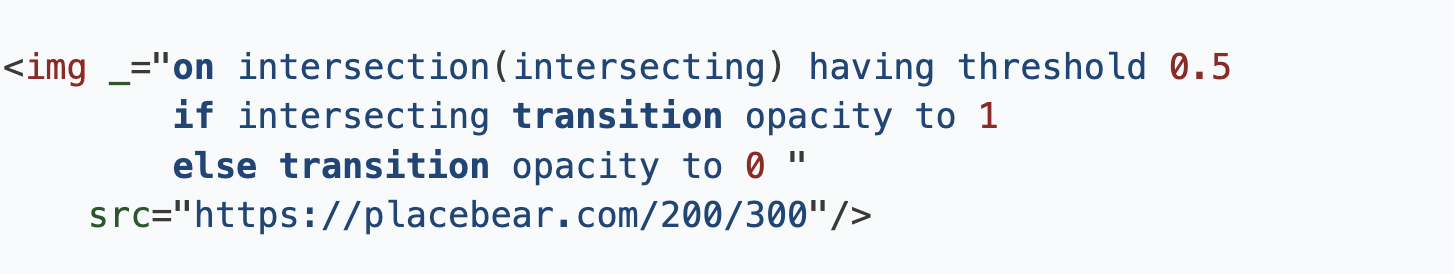 <img _="on intersection(intersecting) having threshold 0.5
if intersecting transition opacity to 1
else transition opacity to 0 "
src="https://placebear.com/200/300"/>